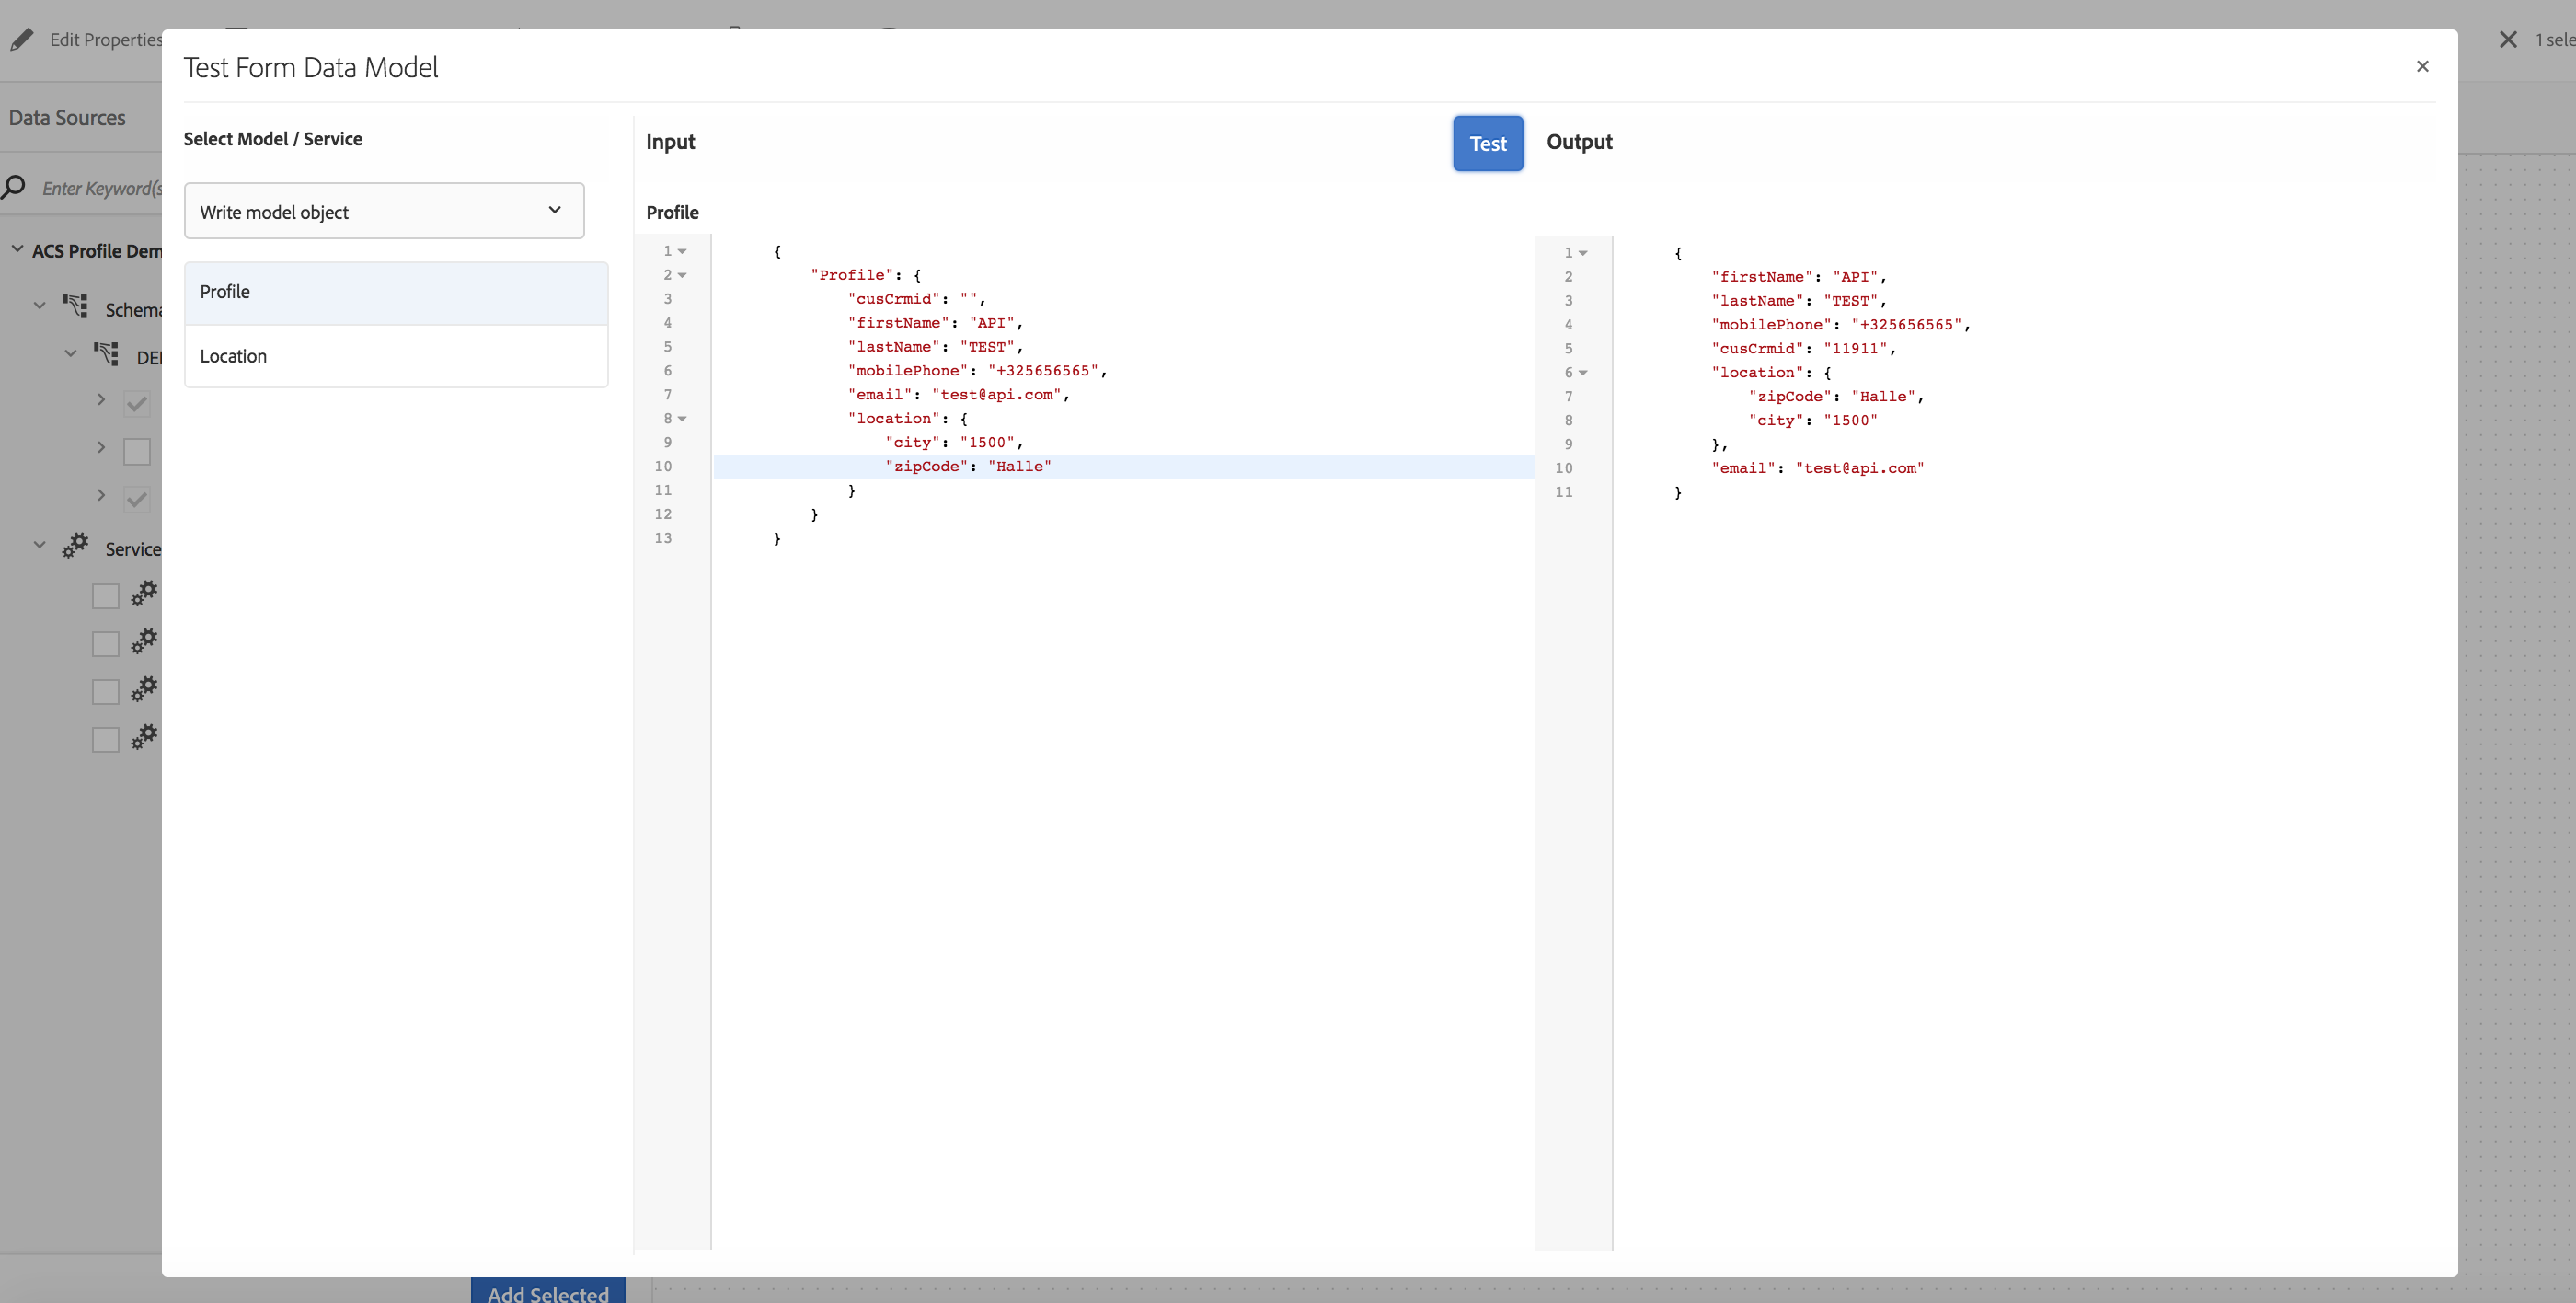 Edit Properties
1 sele
Test Form Data Model
×
Data Sources
Enter Keyword(s
ACS Profile Dem
Schema
DEI
Service
Select Model / Service
Write model object
Profile
Location
Input
Test
Profile
1 {
2 "Profile": {
3 "cusCrmid": "",
4 "firstName": "API",
5 "lastName": "TEST",
6 "mobilePhone": "+325656565",
7 "email": "test@api.com",
8 "location": {
9 "city": "1500",
10 "zipCode": "Halle"
11 }
12 }
13 }
Output
1 {
2 "firstName": "API",
3 "lastName": "TEST",
4 "mobilePhone": "+325656565",
5 "cusCrmid": "11911",
6 "location": {
7 "zipCode": "Halle",
8 "city": "1500"
9 },
10 "email": "test@api.com"
11 }
Add Selected